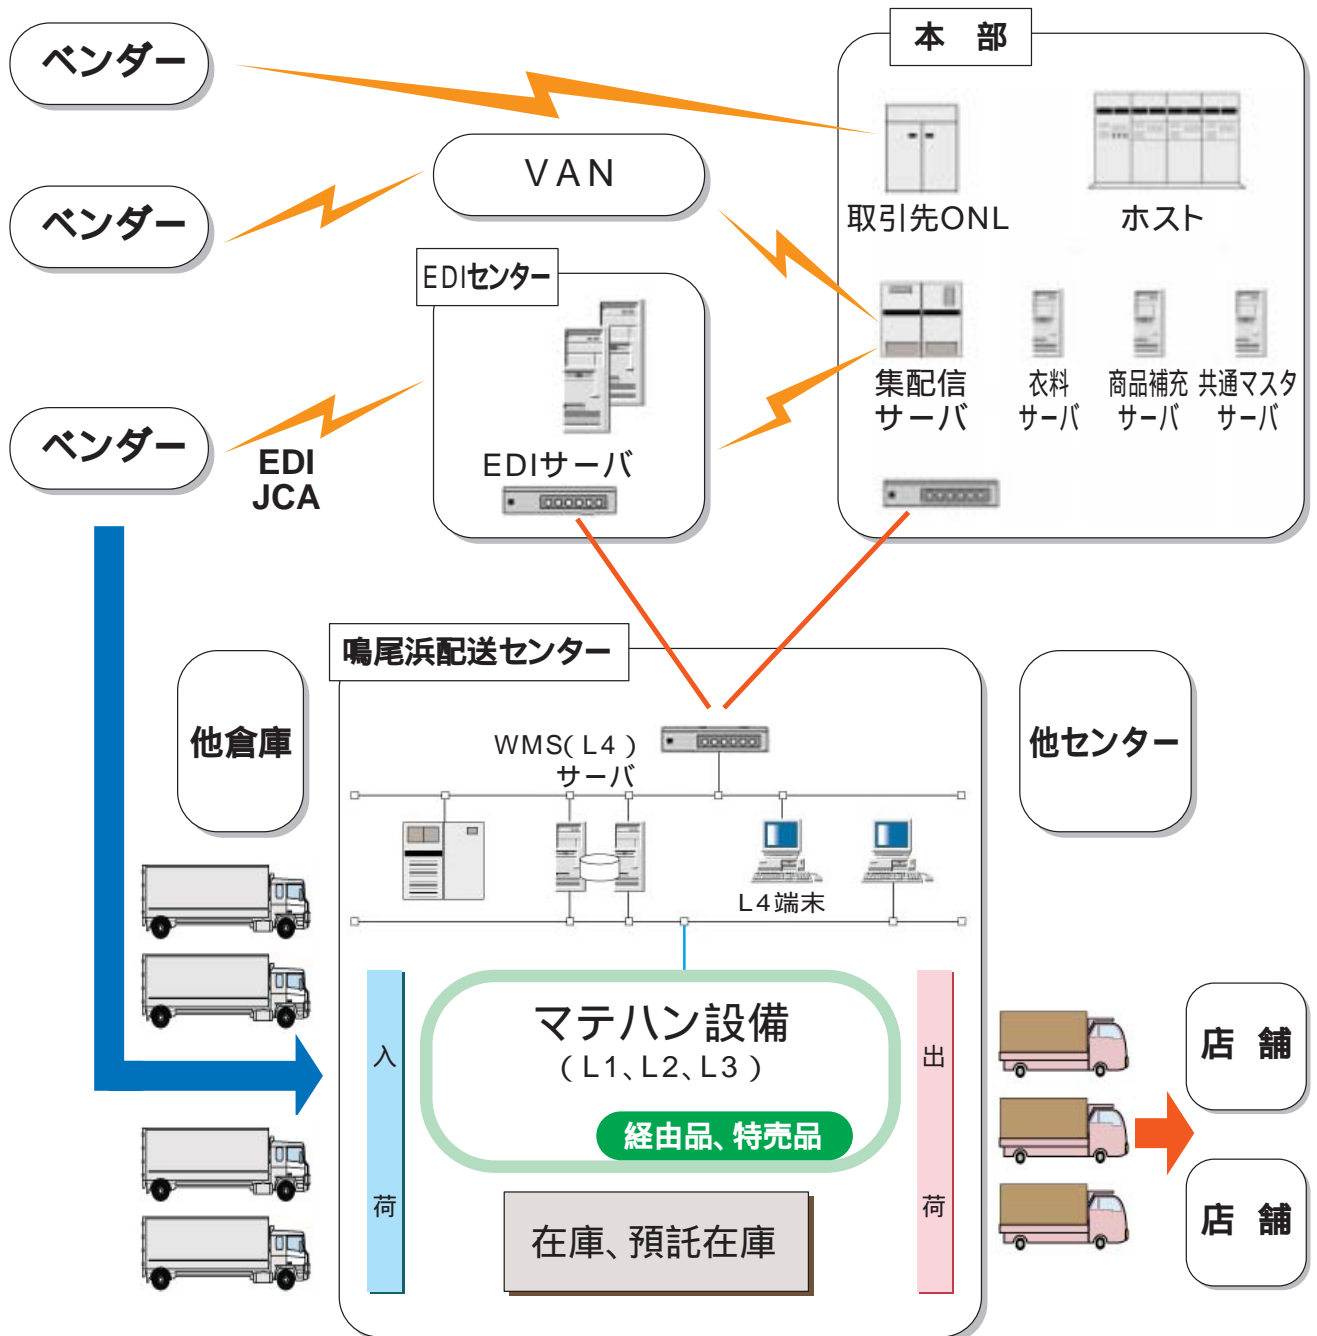 ベンダー
本 部
VAN
取引先ONL
ホスト
ベンダー
EDIセンター
集配信
サーバ
衣料
サーバ
商品補充
サーバ
共通マスタ
サーバ
ベンダー
EDI
JCA
EDIサーバ
鳴尾浜配送センター
他倉庫
WMS(L4)
サーバ
他センター
L4端末
マテハン設備
(L1、L2、L3)
経由品、特売品
入荷
出荷
在庫、預託在庫
店 舗
店 舗